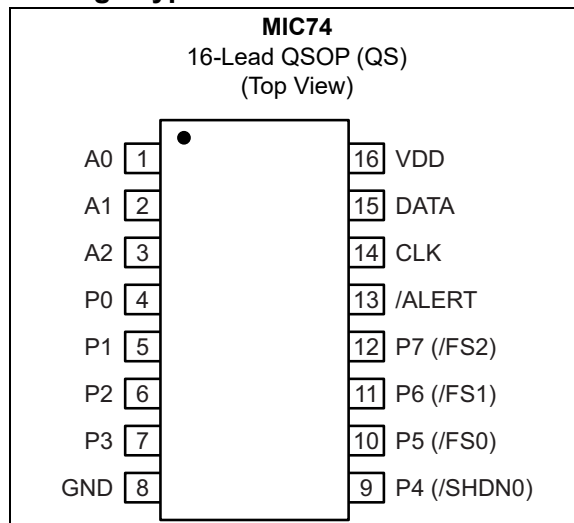 MIC74
16-Lead QSOP (QS)
(Top View)
A0 1 16 VDD
A1 2 15 DATA
A2 3 14 CLK
P0 4 13 /ALERT
P1 5 12 P7 (/FS2)
P2 6 11 P6 (/FS1)
P3 7 10 P5 (/FS0)
GND 8 9 P4 (/SHDN0)